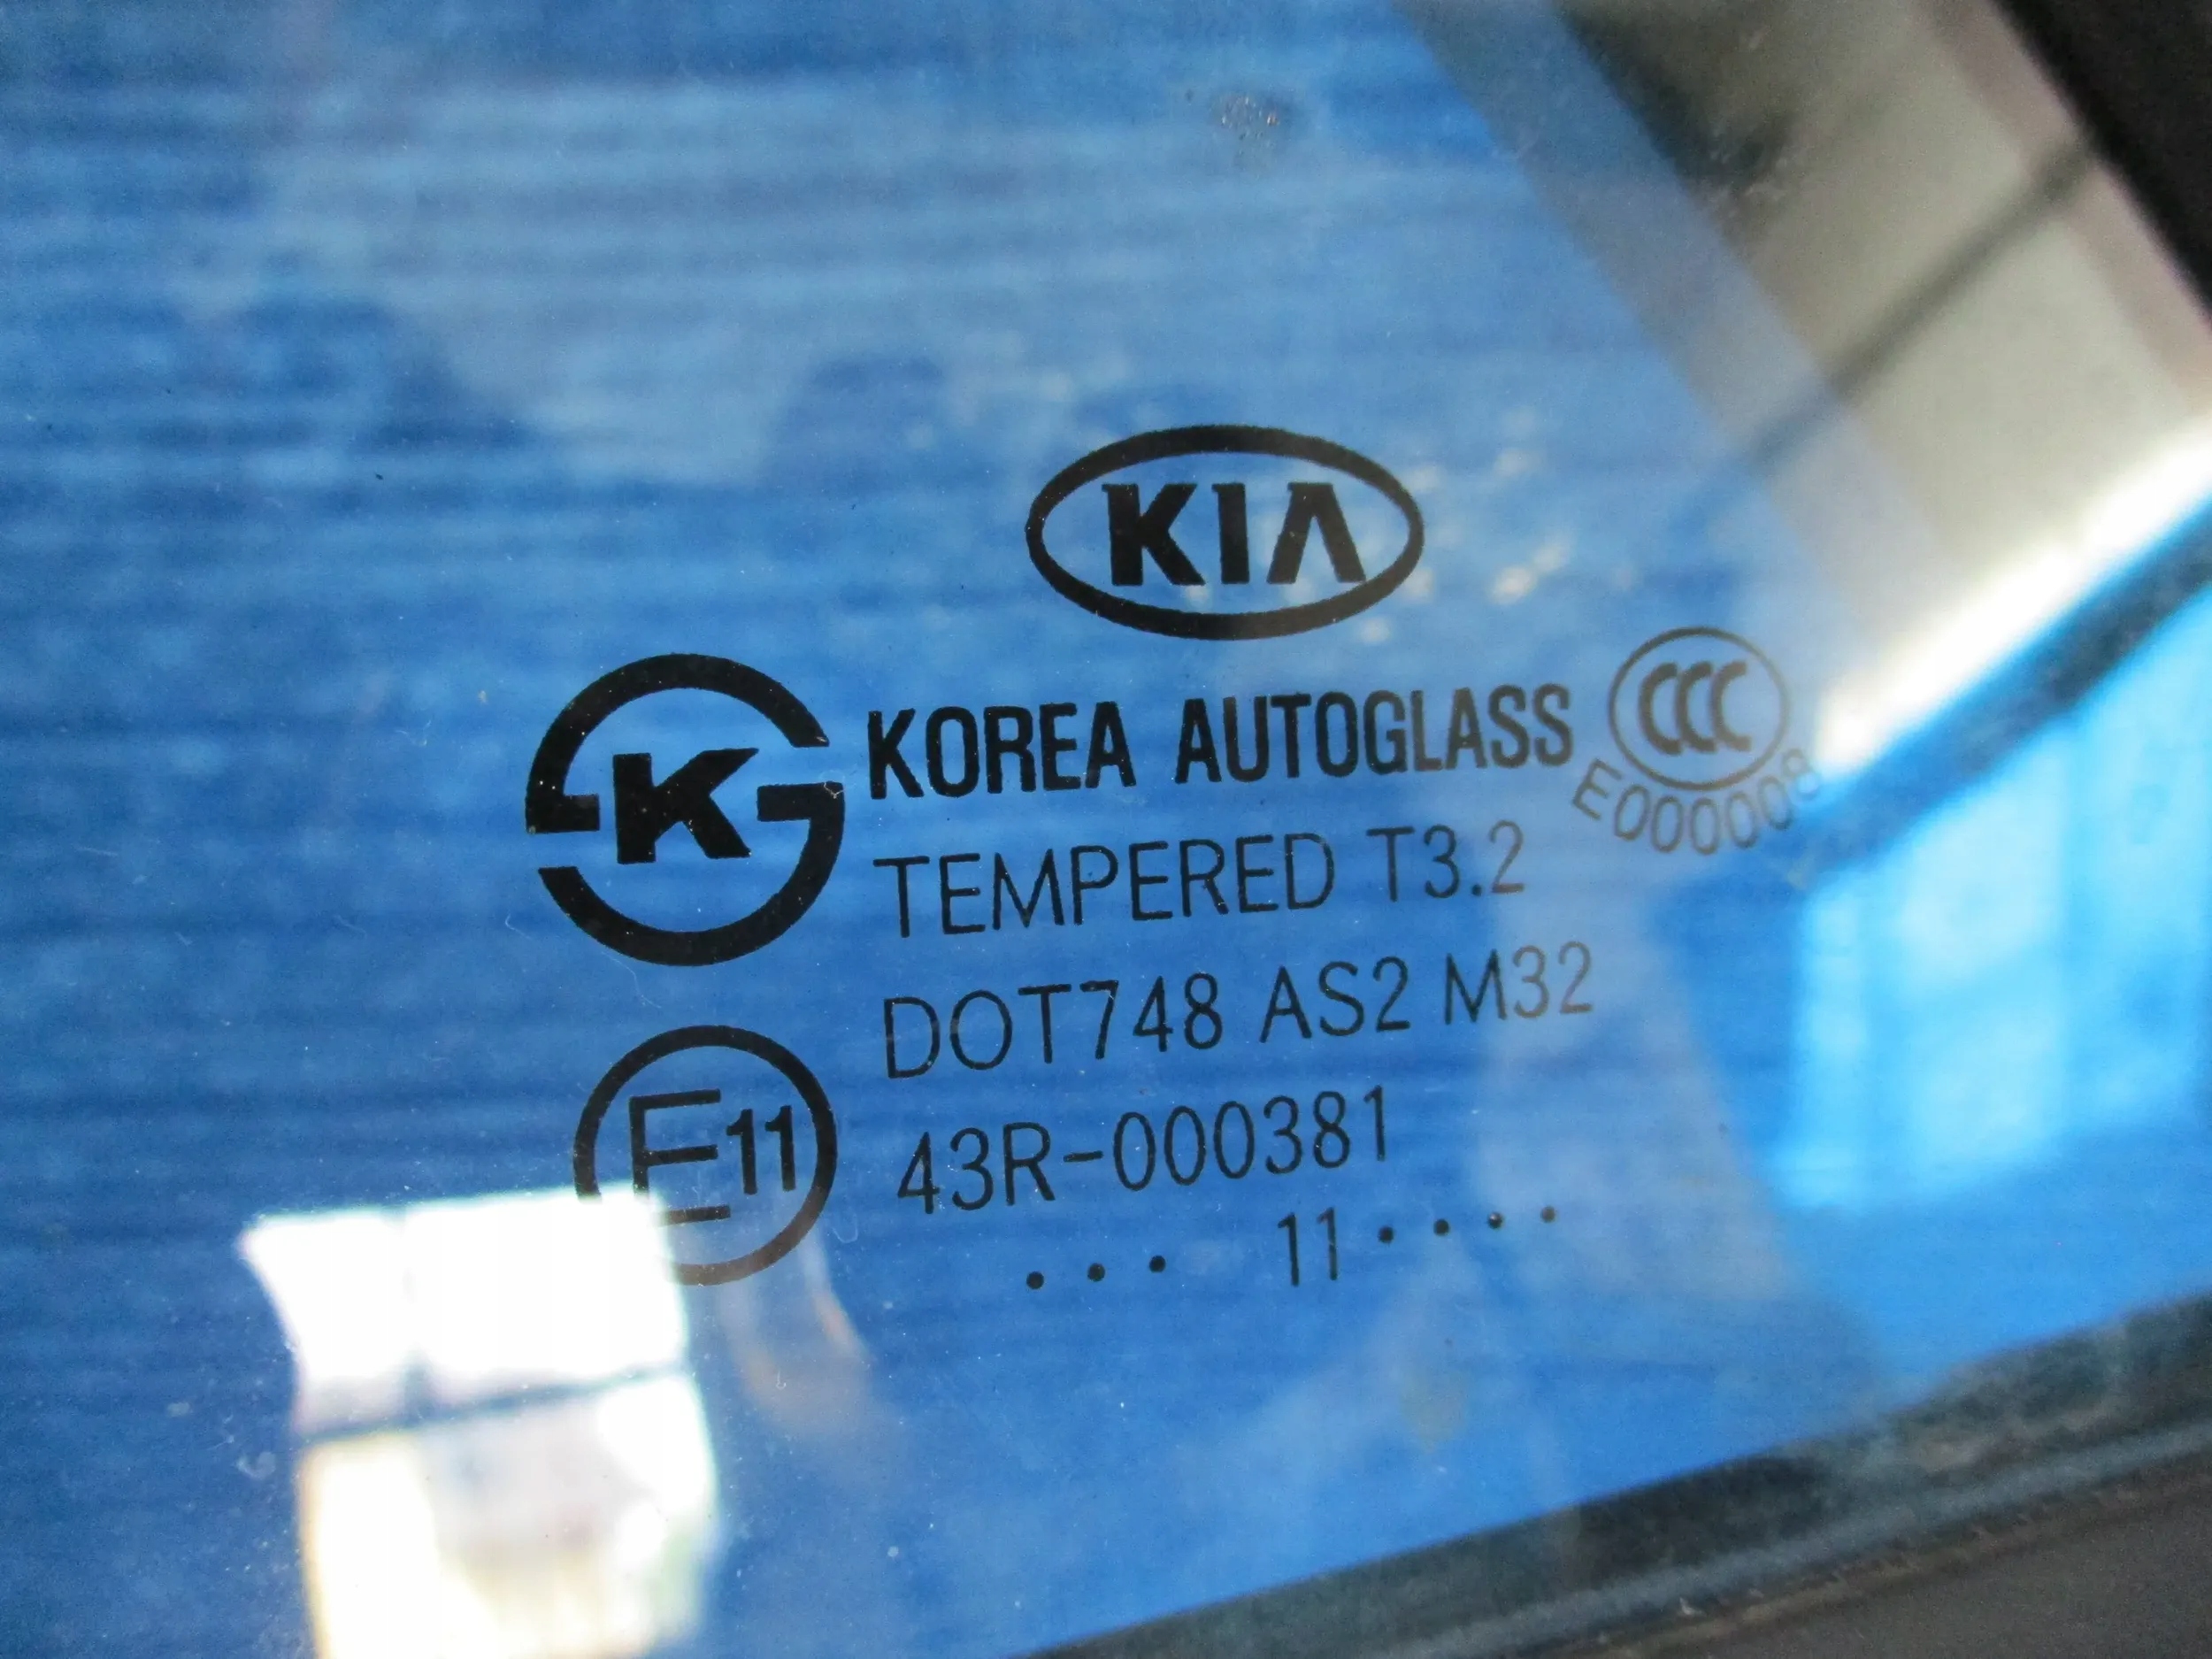 KIA
K
KOREA AUTOGLASS
CCC
E000008
TEMPERED T3.2
DOT748 AS2 M32
E11
43R-000381
... 11....